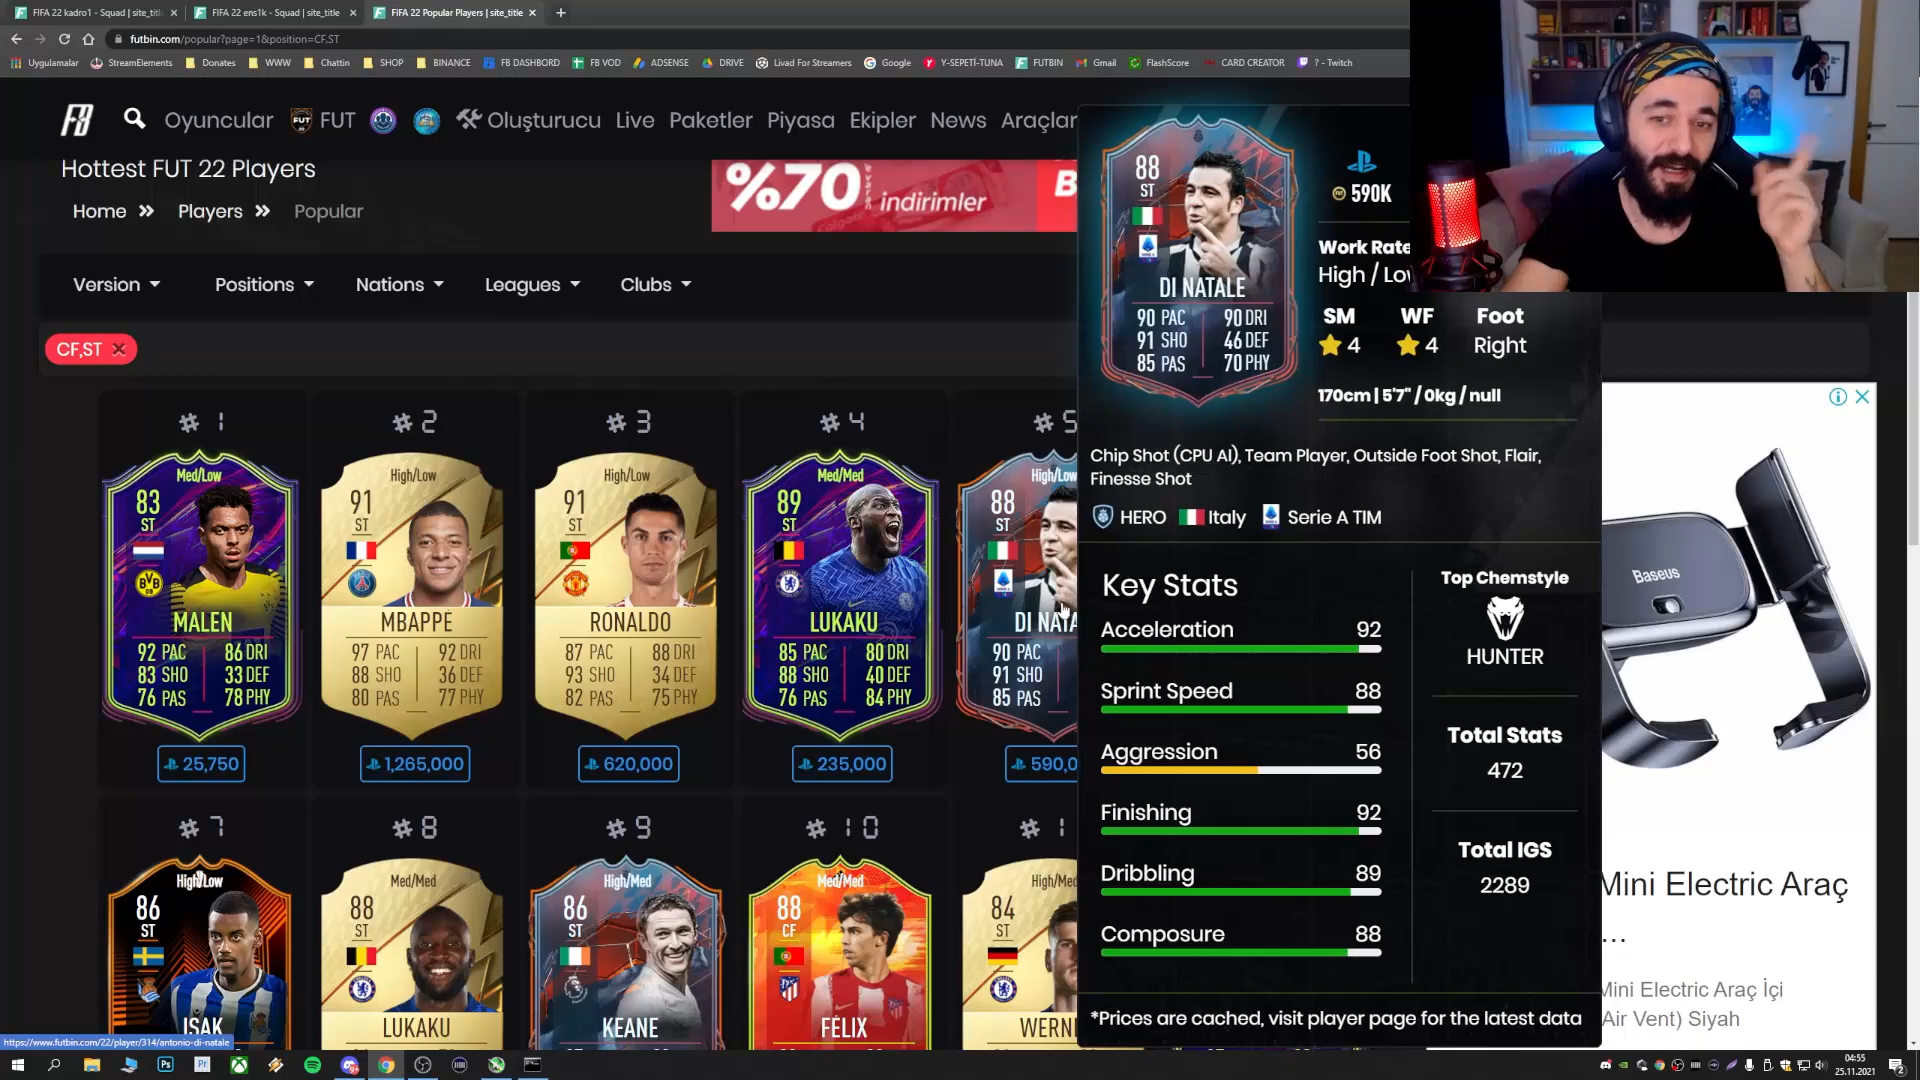 FIFA 22 kadro1 - Squad | site_titl
FIFA 22 ens1k - Squad | site_title
FIFA 22 Popular Players | site_title
futbin.com/popular?page=1&position=CF,ST
Uygulamalar
StreamElements
Donates
WWW
Chattin
SHOP
BINANCE
FB DASHBORD
FB VOD
ADSENSE
DRIVE
Livad For Streamers
Google
Y-SEPETİ-TUNA
FUTBIN
Gmail
FlashScore
CARD CREATOR
? - Twitch
Oyuncular
FUT
Oluşturucu
Live
Paketler
Piyasa
Ekipler
News
Araçlar
Hottest FUT 22 Players
Home » Players » Popular
%70 indirimler
B
Version
Positions
Nations
Leagues
Clubs
CF,ST
# 1
Med/Low
83
ST
MALEN
92 PAC 86 DRI
83 SHO 33 DEF
76 PAS 78 PHY
25,750
# 2
High/Low
91
ST
MBAPPÉ
97 PAC 92 DRI
88 SHO 36 DEF
80 PAS 77 PHY
1,265,000
# 3
High/Low
91
ST
RONALDO
87 PAC 88 DRI
93 SHO 34 DEF
82 PAS 75 PHY
620,000
# 4
Med/Med
89
ST
LUKAKU
85 PAC 80 DRI
88 SHO 40 DEF
76 PAS 84 PHY
235,000
# 5
High/Low
88
ST
DI NATA
90 PAC
91 SHO
85 PAS
590,0
# 7
High/Low
86
ST
ISAK
# 8
Med/Med
88
ST
LUKAKU
# 9
High/Med
86
ST
KEANE
# 10
Med/Med
88
CF
FÉLIX
# 1
High/Med
84
ST
WERN
88
ST
DI NATALE
90 PAC 90 DRI
91 SHO 46 DEF
85 PAS 70 PHY
590K
Work Rate
High / Lov
SM WF Foot
4 4 Right
170cm | 5'7" / 0kg / null
Chip Shot (CPU AI), Team Player, Outside Foot Shot, Flair,
Finesse Shot
HERO Italy Serie A TIM
Key Stats
Acceleration 92
Sprint Speed 88
Aggression 56
Finishing 92
Dribbling 89
Composure 88
Top Chemstyle
HUNTER
Total Stats
472
Total IGS
2289
*Prices are cached, visit player page for the latest data
Baseus
Mini Electric Araç
...
Mini Electric Araç İçi
(Air Vent) Siyah
https://www.futbin.com/22/player/314/antonio-di-natale
04:55
25.11.2021